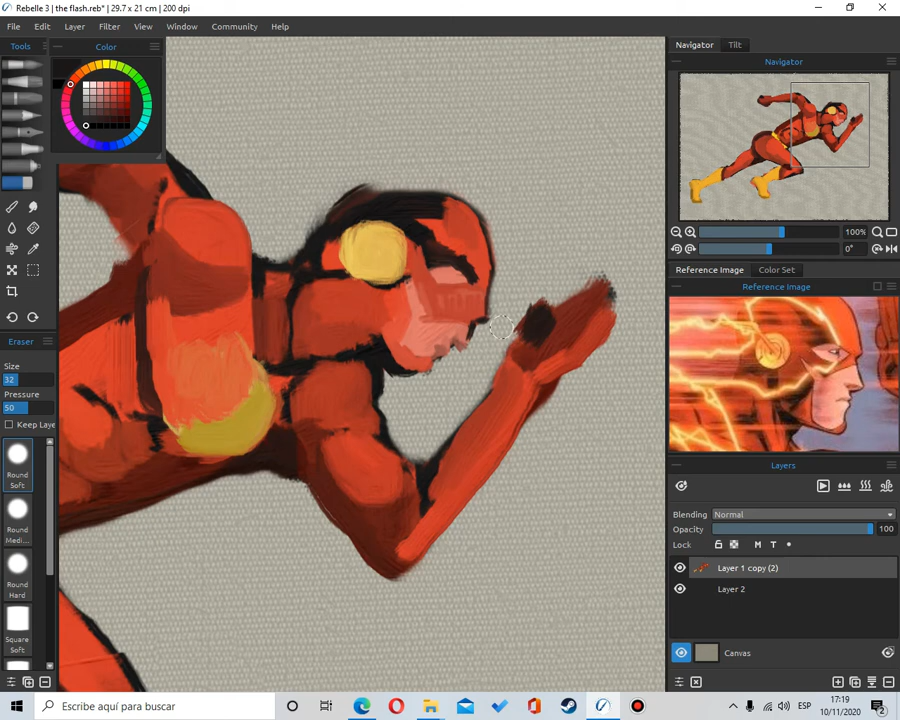 Rebelle 3 | the flash.reb* | 29.7 x 21 cm | 200 dpi
File Edit Layer Filter View Window Community Help
Tools
Color
Navigator Tilt
Navigator
100%
0°
Reference Image Color Set
Reference Image
Eraser
Size
32
Pressure
50
Keep Laye
Round
Soft
Round
Medi...
Round
Hard
Square
Soft
Layers
Blending Normal
Opacity 100
Lock M T
Layer 1 copy (2)
Layer 2
Canvas
Escribe aquí para buscar
ESP
17:19
10/11/2020
2